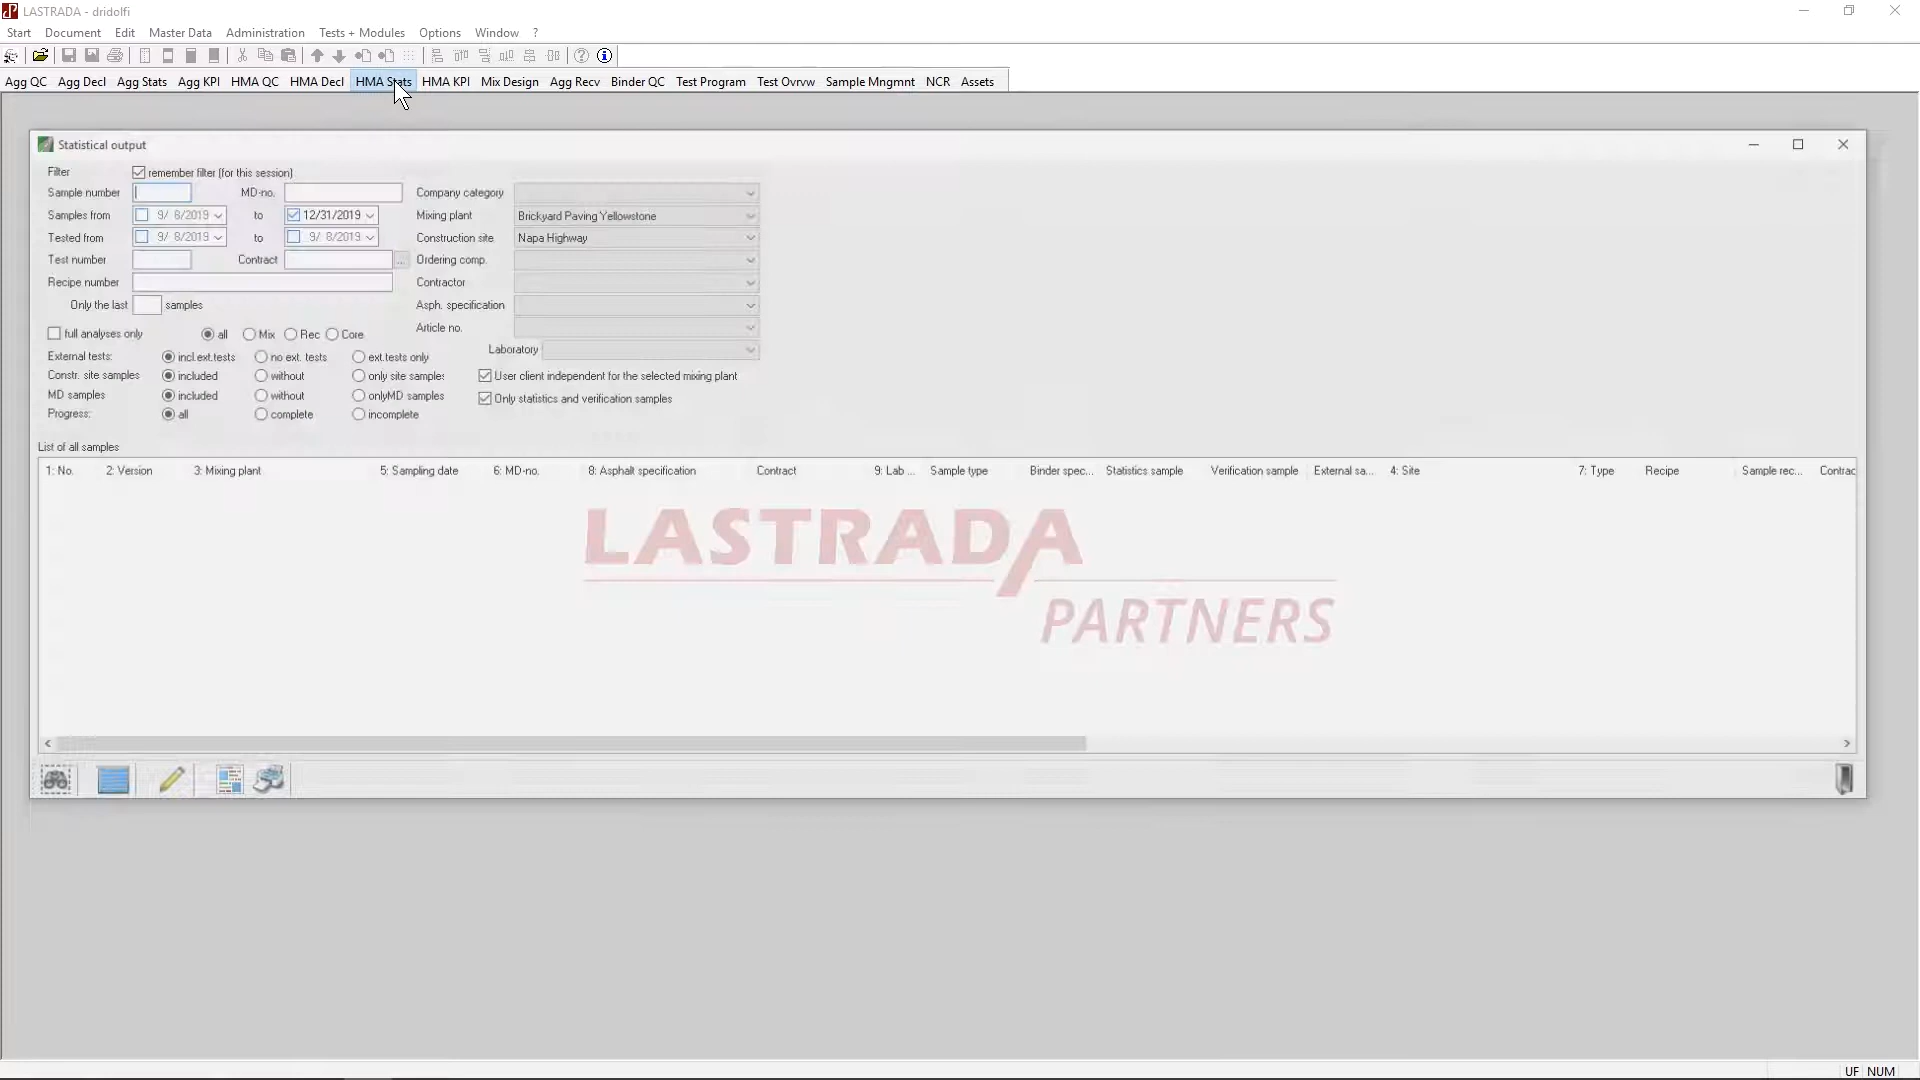 LASTRADA - dridolfi
Start Document Edit Master Data Administration Tests + Modules Options Window ?
Agg QC Agg Decl Agg Stats Agg KPI HMA QC HMA Decl HMA Stats HMA KPI Mix Design Agg Recv Binder QC Test Program Test Ovrvw Sample Mngmnt NCR Assets
Statistical output
Filter remember filter (for this session)
Sample number MD-no. Company category
Samples from 9/ 8/2019 to 12/31/2019 Mixing plant Brickyard Paving Yellowstone
Tested from 9/ 8/2019 to 9/ 8/2019 Construction site Napa Highway
Test number Contract ... Ordering comp.
Recipe number Contractor
Only the last samples Asph. specification
full analyses only all Mix Rec Core Article no.
Laboratory
External tests: incl.ext.tests no ext. tests ext.tests only
Constr. site samples included without only site samples User client independent for the selected mixing plant
MD samples included without onlyMD samples Only statistics and verification samples
Progress: all complete incomplete
List of all samples
1: No. 2: Version 3: Mixing plant 5: Sampling date 6: MD-no. 8: Asphalt specification Contract 9: Lab ... Sample type Binder spec... Statistics sample Verification sample External sa... 4: Site 7: Type Recipe Sample rec... Contrac
LASTRADA
PARTNERS
UF NUM